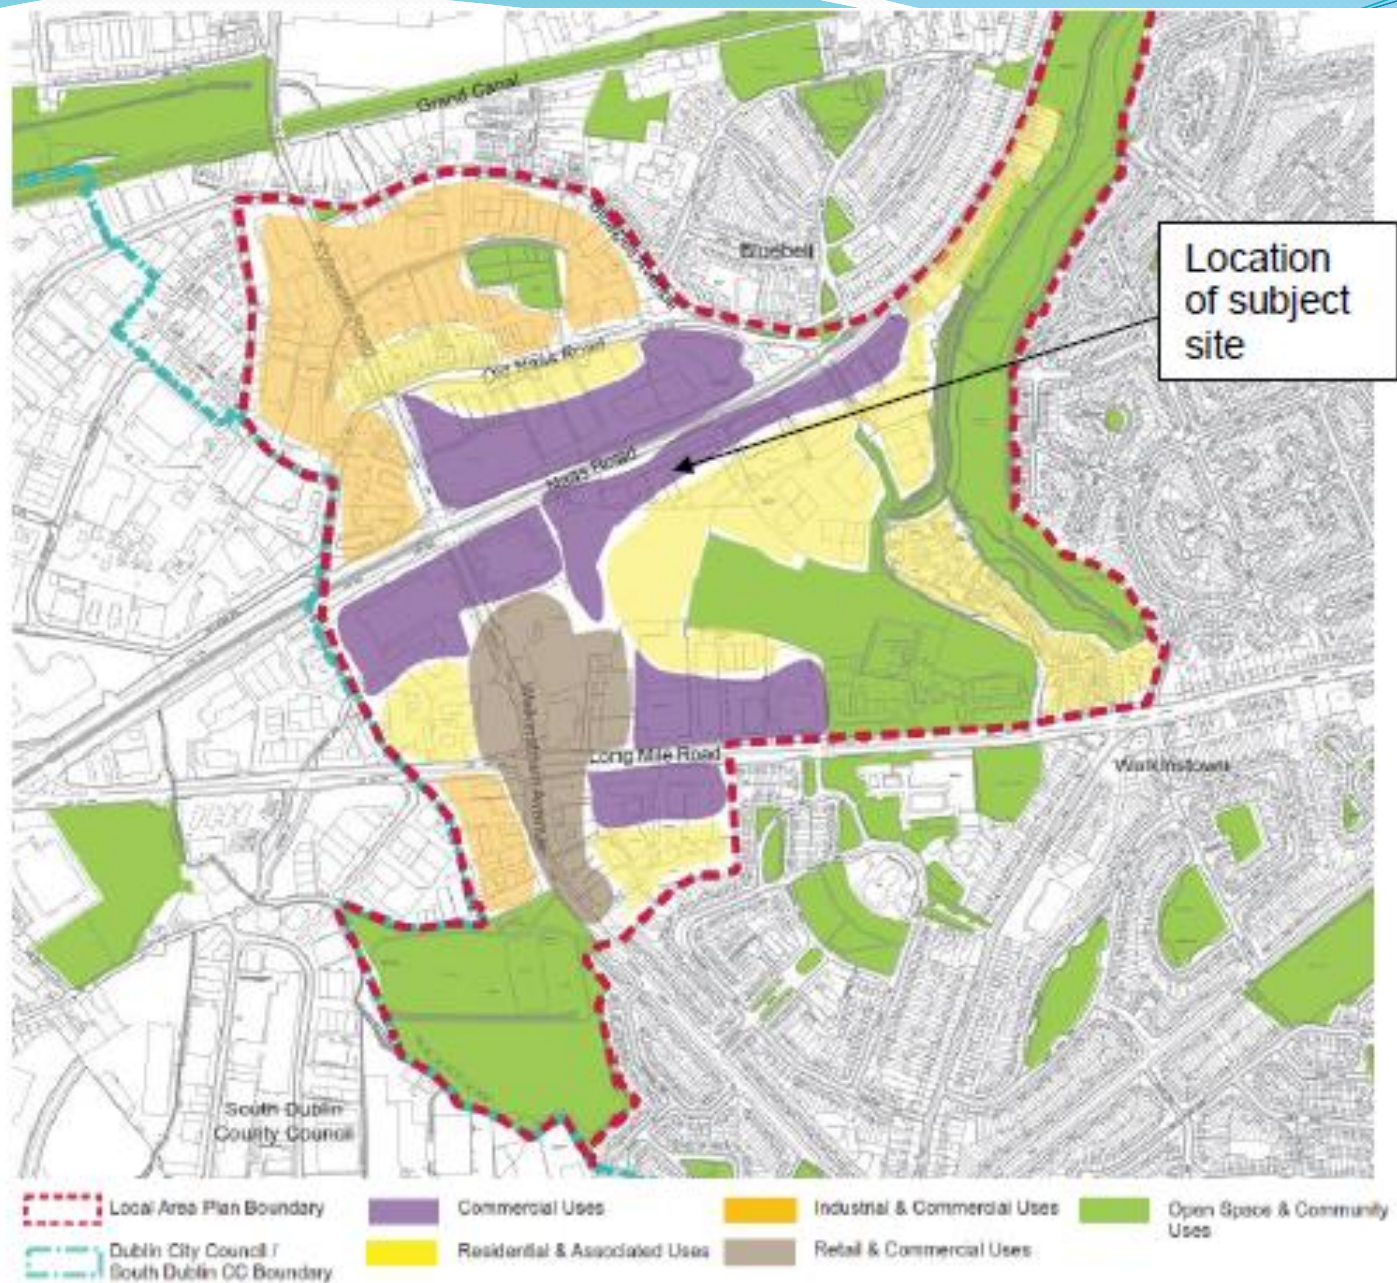 Grand Canal
Bluebell
Location
of subject
site
Old Naas Road
Naas Road
Walkinstown Avenue
Long Mile Road
Walkinstown
South Dublin
County Council
Local Area Plan Boundary
Commercial Uses
Industrial & Commercial Uses
Open Space & Community
Uses
Dublin City Council /
South Dublin CC Boundary
Residential & Associated Uses
Retail & Commercial Uses